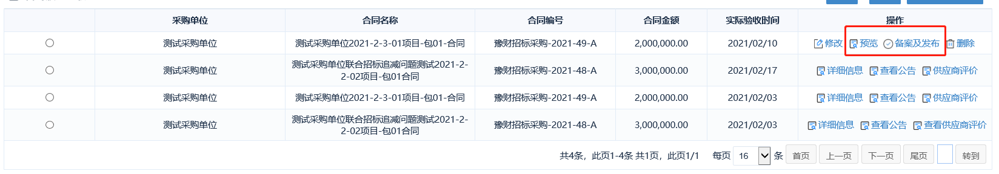 采购单位 合同名称 合同编号 合同金额 实际验收时间 操作
测试采购单位 测试采购单位2021-2-3-01项目-包01-合同 豫财招标采购-2021-49-A 2,000,000.00 2021/02/10 修改 预览 备案及发布 删除
测试采购单位 测试采购单位联合招标追减问题测试2021-2-
2-02项目-包01合同 豫财招标采购-2021-48-A 3,000,000.00 2021/02/17 详细信息 查看公告 供应商评价
测试采购单位 测试采购单位2021-2-3-01项目-包01-合同 豫财招标采购-2021-49-A 2,000,000.00 2021/02/03 详细信息 查看公告 供应商评价
测试采购单位 测试采购单位联合招标追减问题测试2021-2-
2-02项目-包01合同 豫财招标采购-2021-48-A 3,000,000.00 2021/02/03 详细信息 查看公告 查看供应商评价
共4条，此页1-4条 共1页，此页1/1 每页 16 条 首页 上一页 下一页 尾页 转到